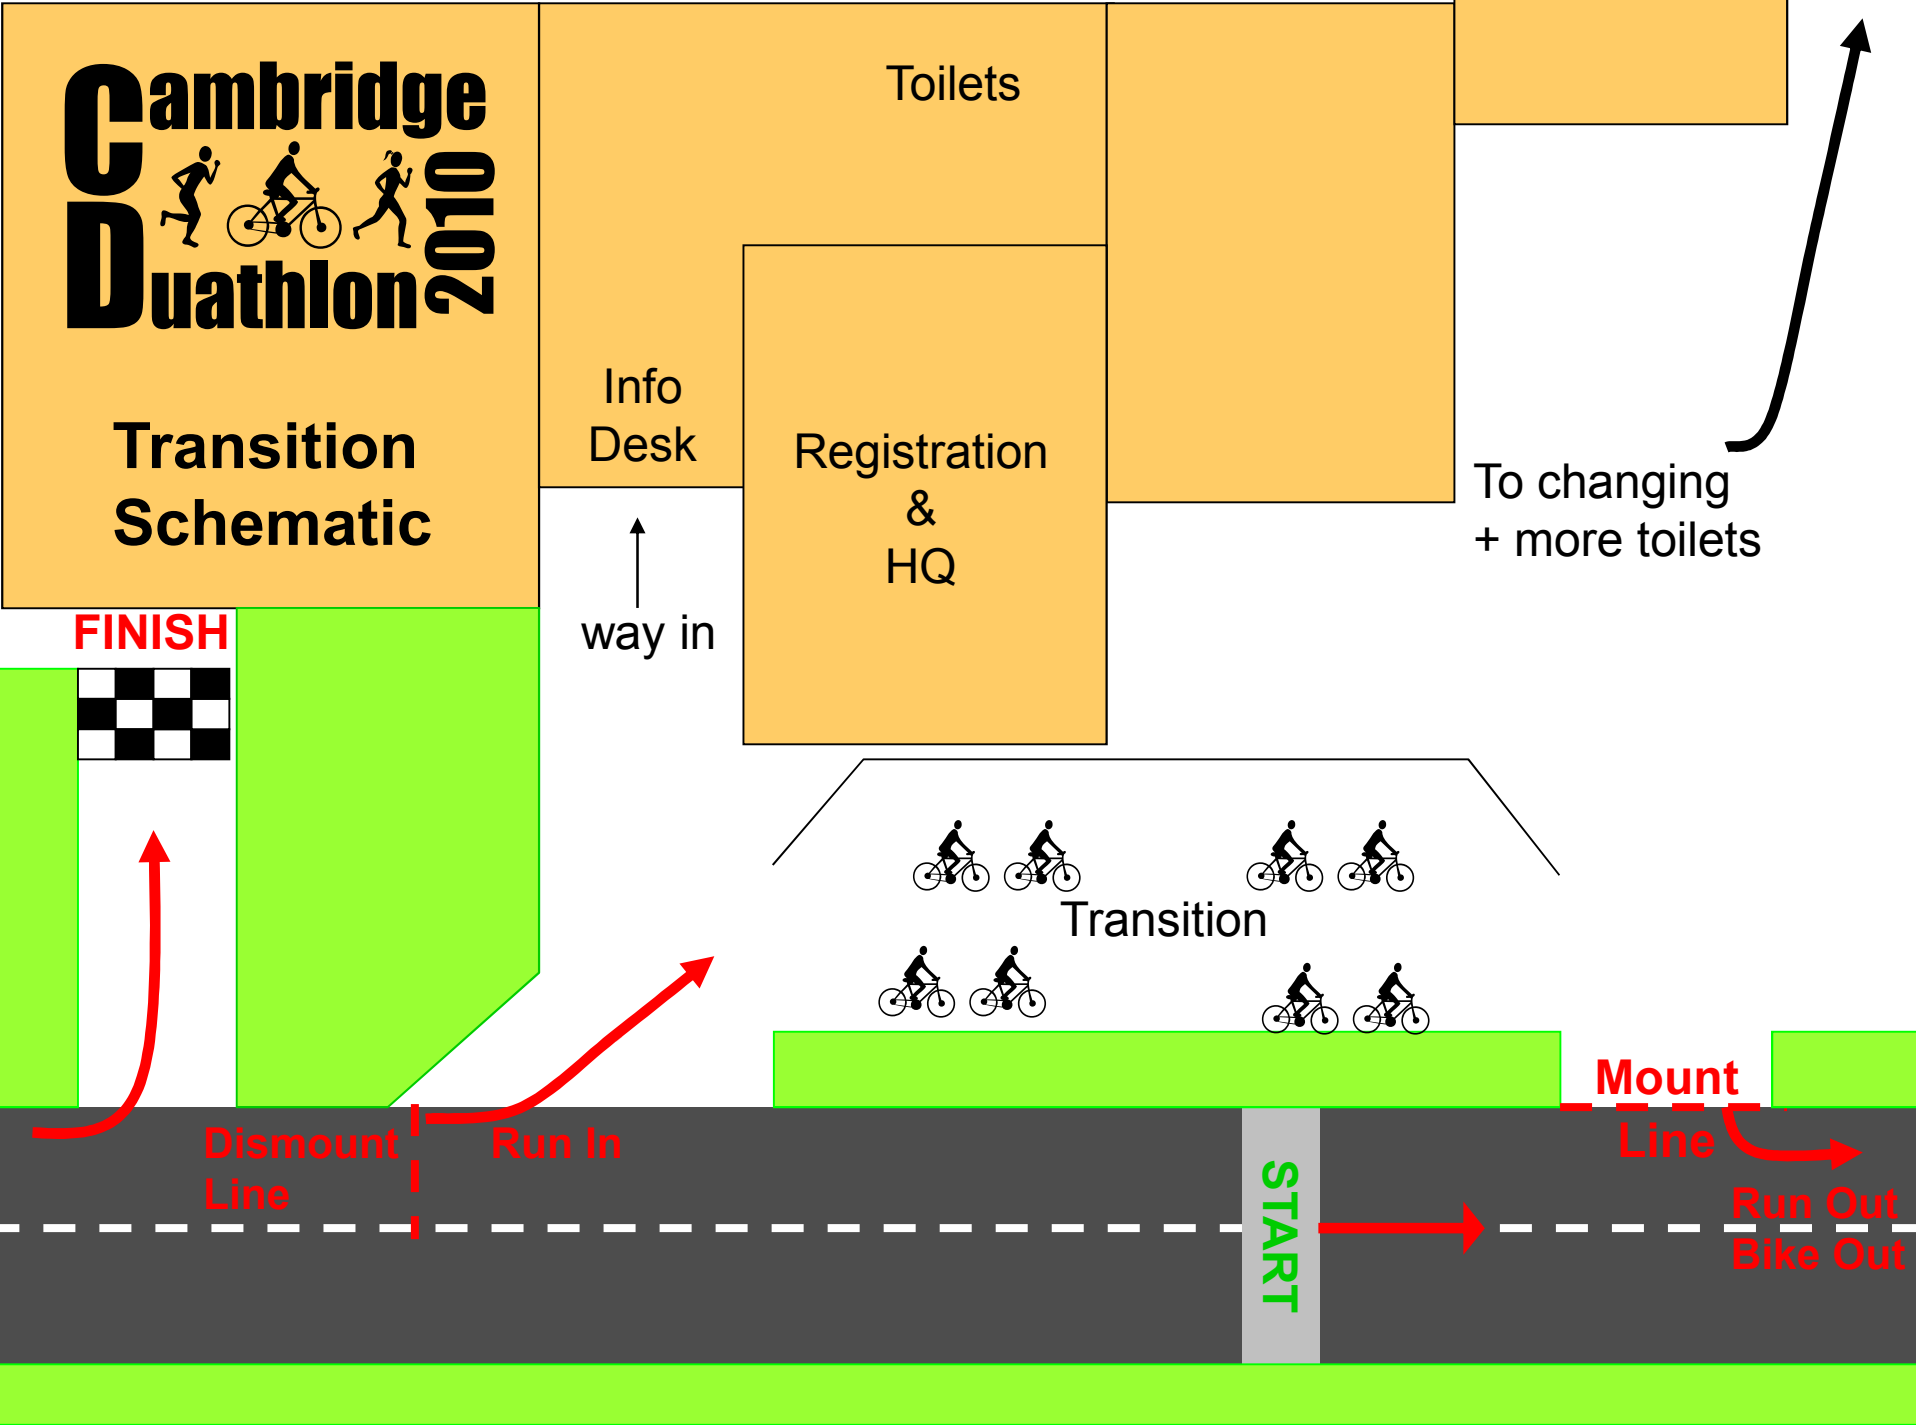 Cambridge
Duathlon
2010
Transition
Schematic
Toilets
Info
Desk
Registration
&
HQ
To changing
+ more toilets
way in
FINISH
Transition
Mount
Line
Dismount
Line
Run In
START
Run Out
Bike Out